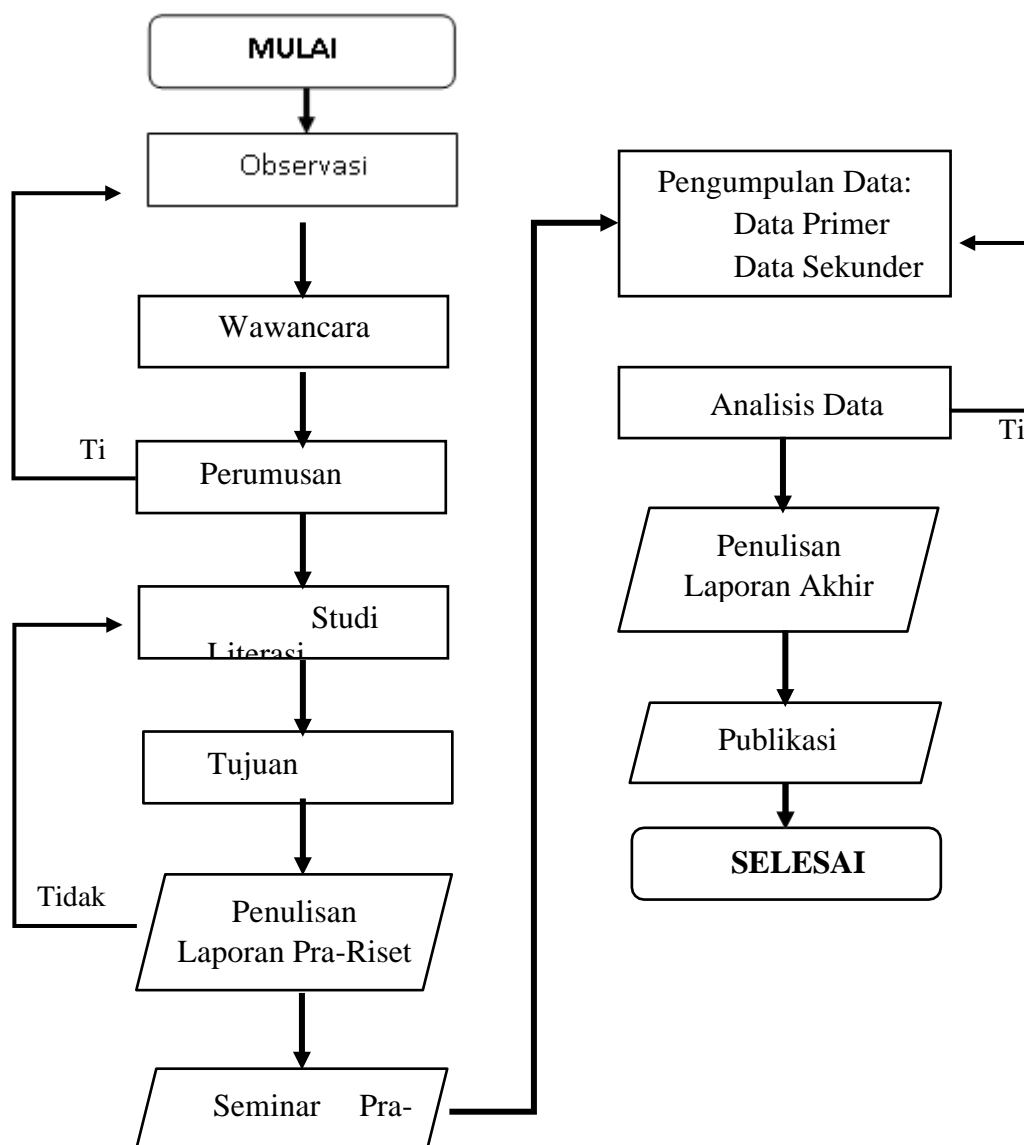 MULAI
Observasi
Wawancara
Ti
Perumusan
Studi
Literasi
Tujuan
Tidak
Penulisan
Laporan Pra-Riset
Seminar Pra-
Pengumpulan Data:
Data Primer
Data Sekunder
Analisis Data
Ti
Penulisan
Laporan Akhir
Publikasi
SELESAI